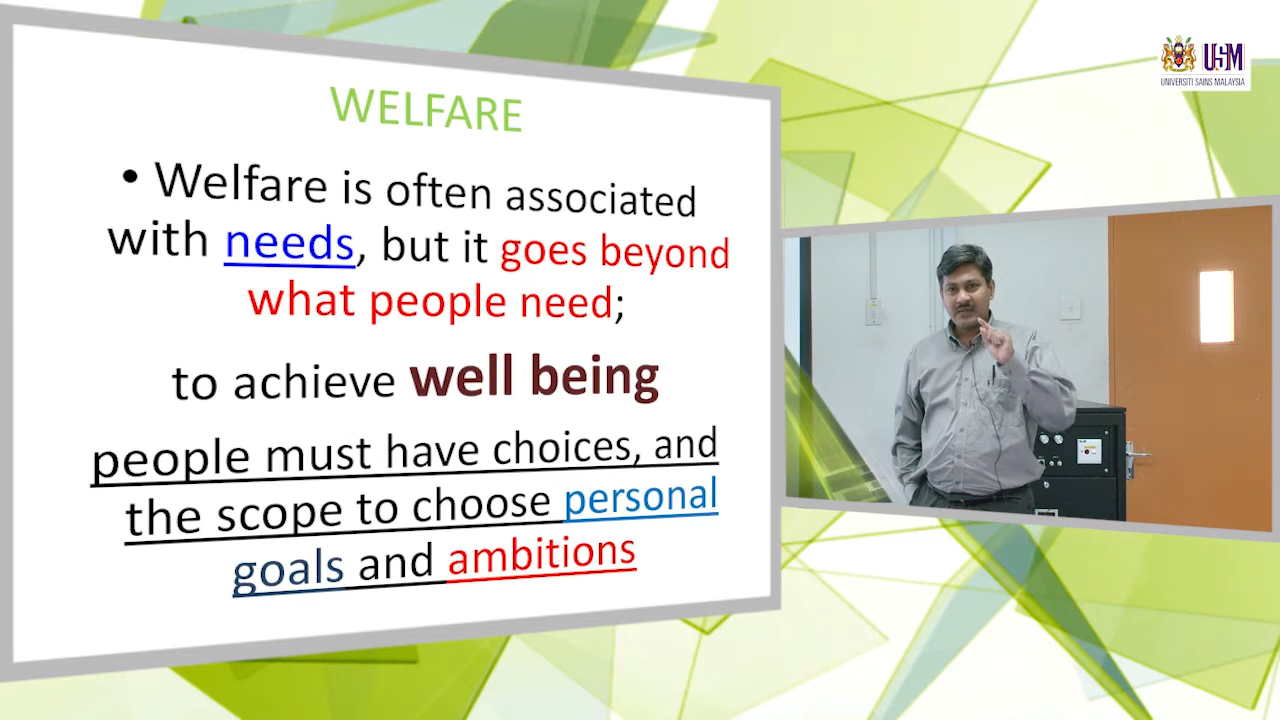 WELFARE
• Welfare is often associated
with needs, but it goes beyond
what people need;
to achieve well being
people must have choices, and
the scope to choose personal
goals and ambitions
USM
UNIVERSITI SAINS MALAYSIA